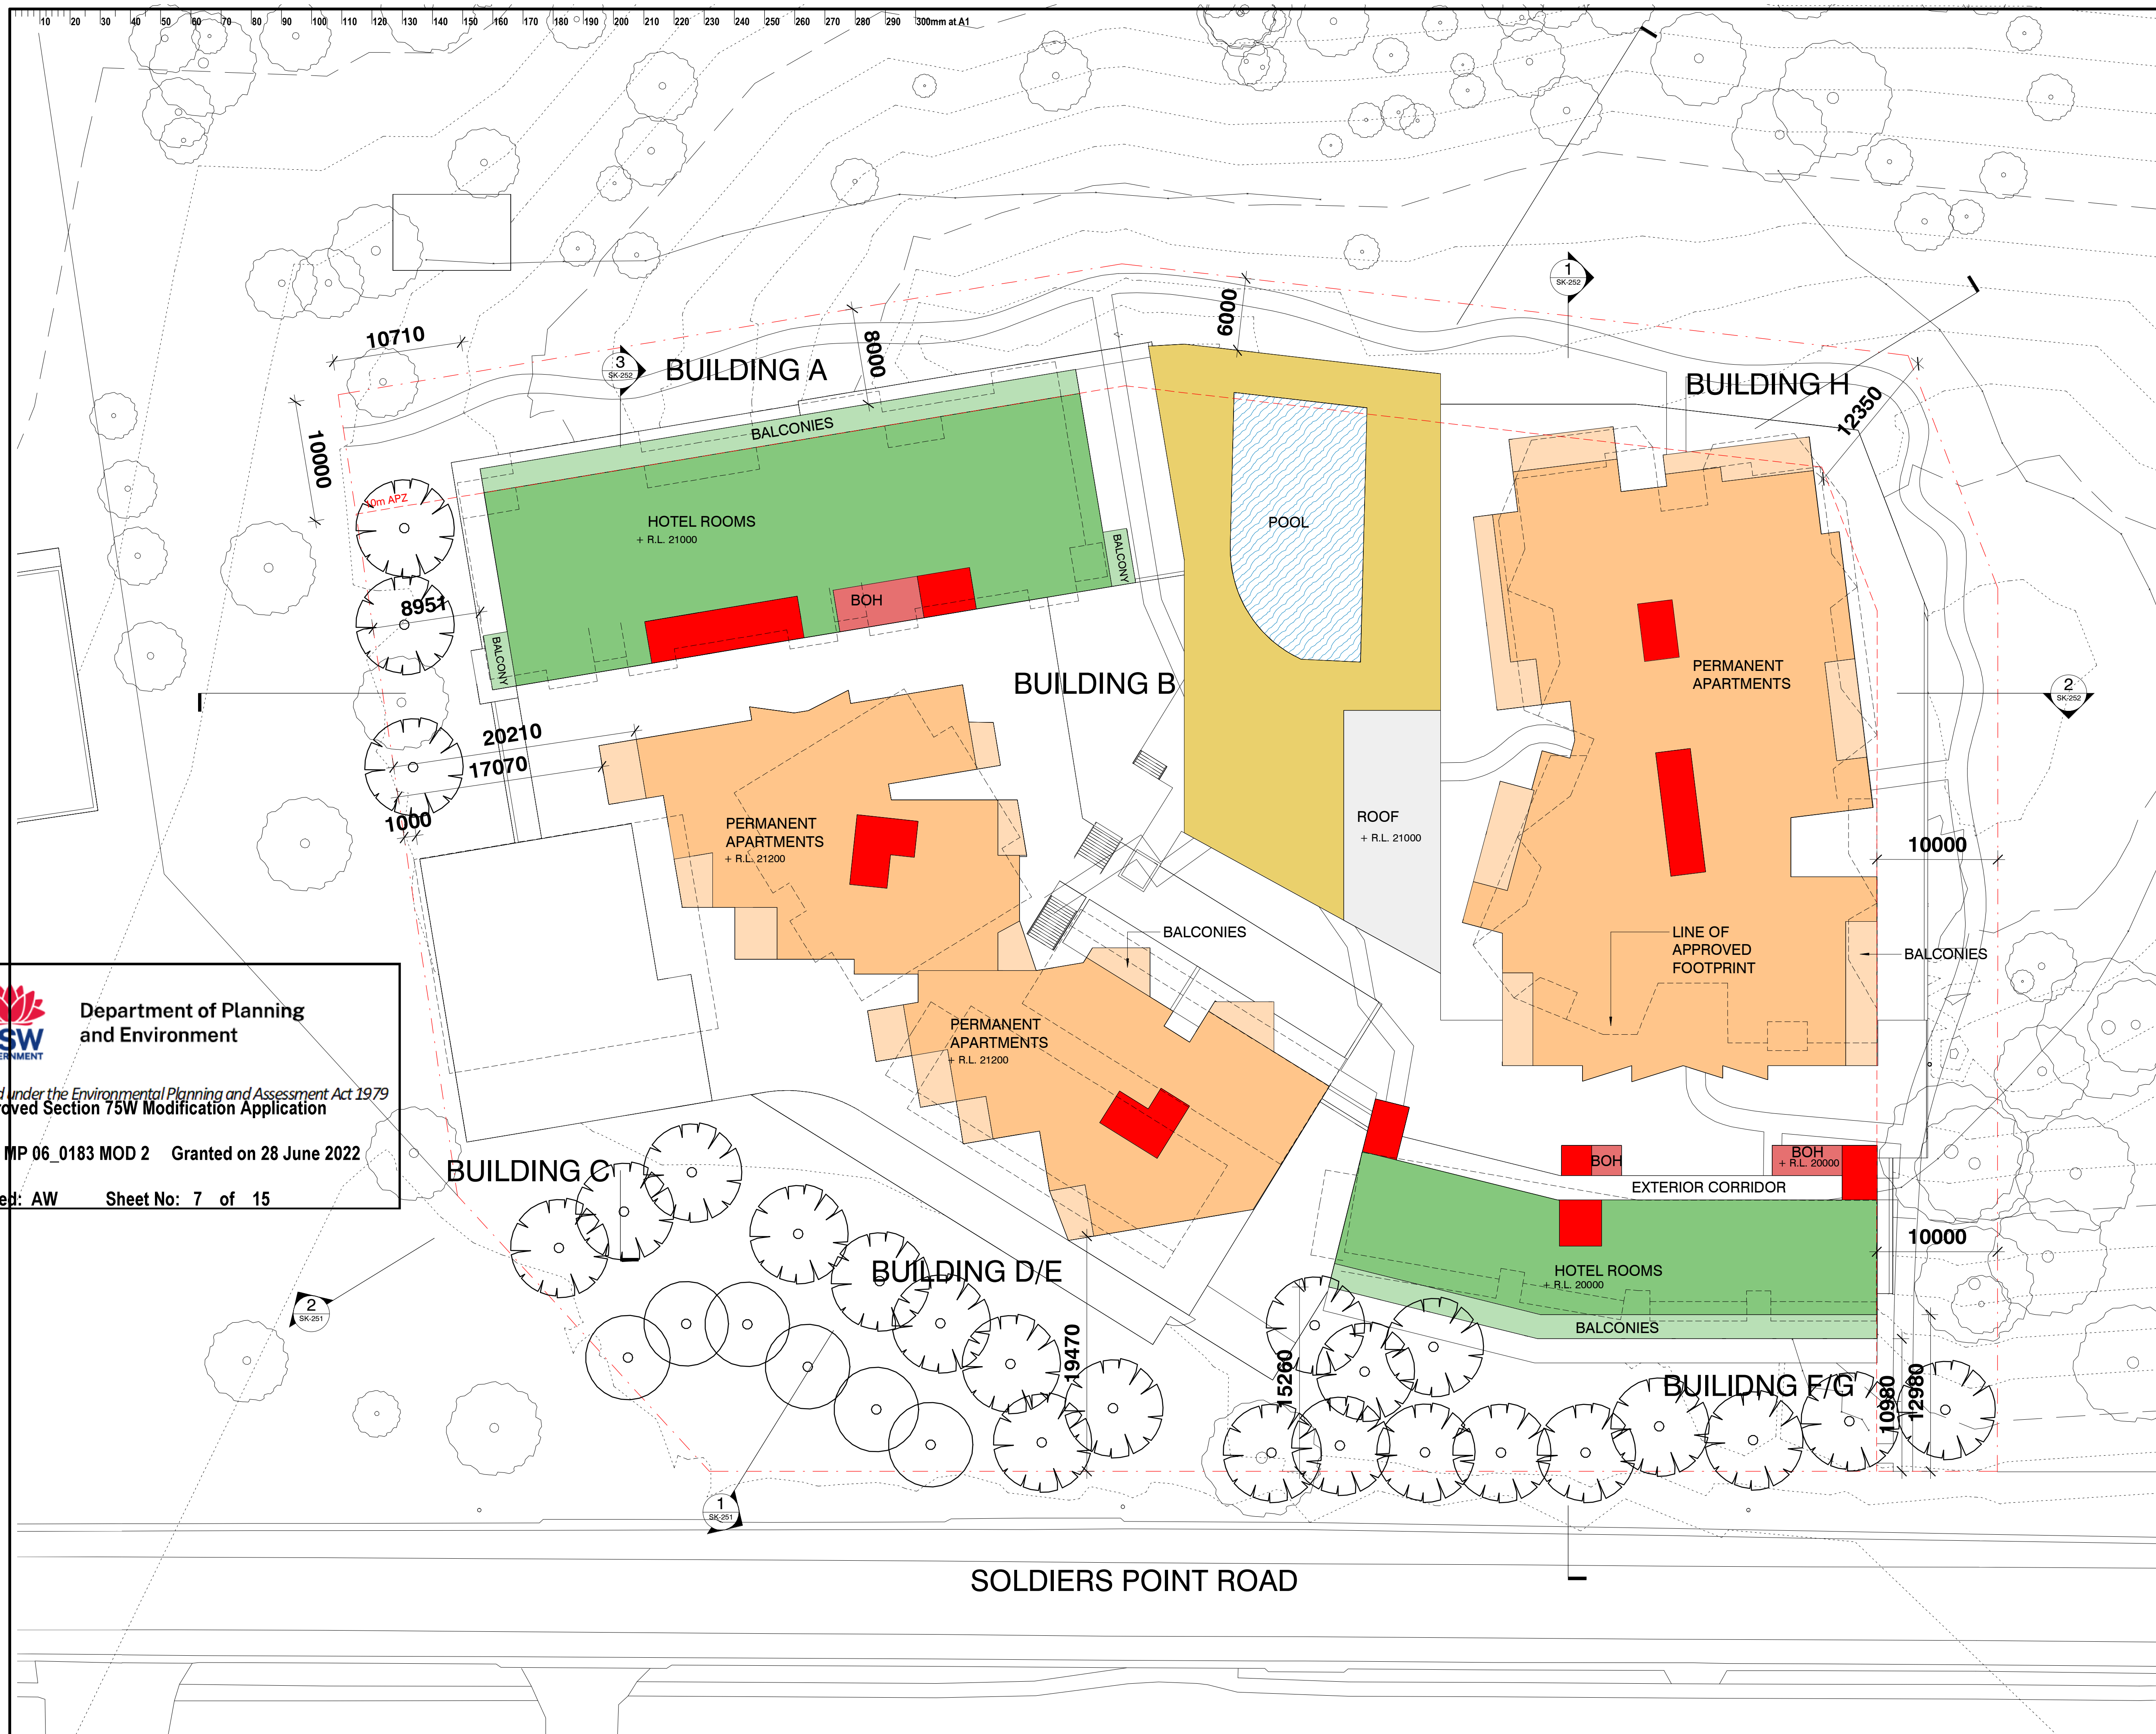 10 20 30 40 50 60 70 80 90 100 110 120 130 140 150 160 170 180 190 200 210 220 230 240 250 260 270 280 290 300mm at A1
1
SK-252
6000
10710
8000
3
SK-252
BUILDING A
BUILDING H
12350
BALCONIES
10000
10m APZ
HOTEL ROOMS
+ R.L. 21000
POOL
BALCONY
BOH
8951
BALCONY
PERMANENT
APARTMENTS
BUILDING B
2
SK-252
20210
17070
1000
PERMANENT
APARTMENTS
+ R.L. 21200
ROOF
+ R.L. 21000
10000
BALCONIES
LINE OF
APPROVED
FOOTPRINT
BALCONIES
Department of Planning
and Environment
SW
ERNMENT
PERMANENT
APARTMENTS
+ R.L. 21200
d under the Environmental Planning and Assessment Act 1979
roved Section 75W Modification Application
MP 06_0183 MOD 2 Granted on 28 June 2022
ed: AW Sheet No: 7 of 15
BUILDING C
BOH
BOH
+ R.L. 20000
EXTERIOR CORRIDOR
10000
BUILDING D/E
HOTEL ROOMS
+ R.L. 20000
2
SK-251
BALCONIES
19470
15260
BUILIDNG F/G
10980
12980
1
SK-251
SOLDIERS POINT ROAD